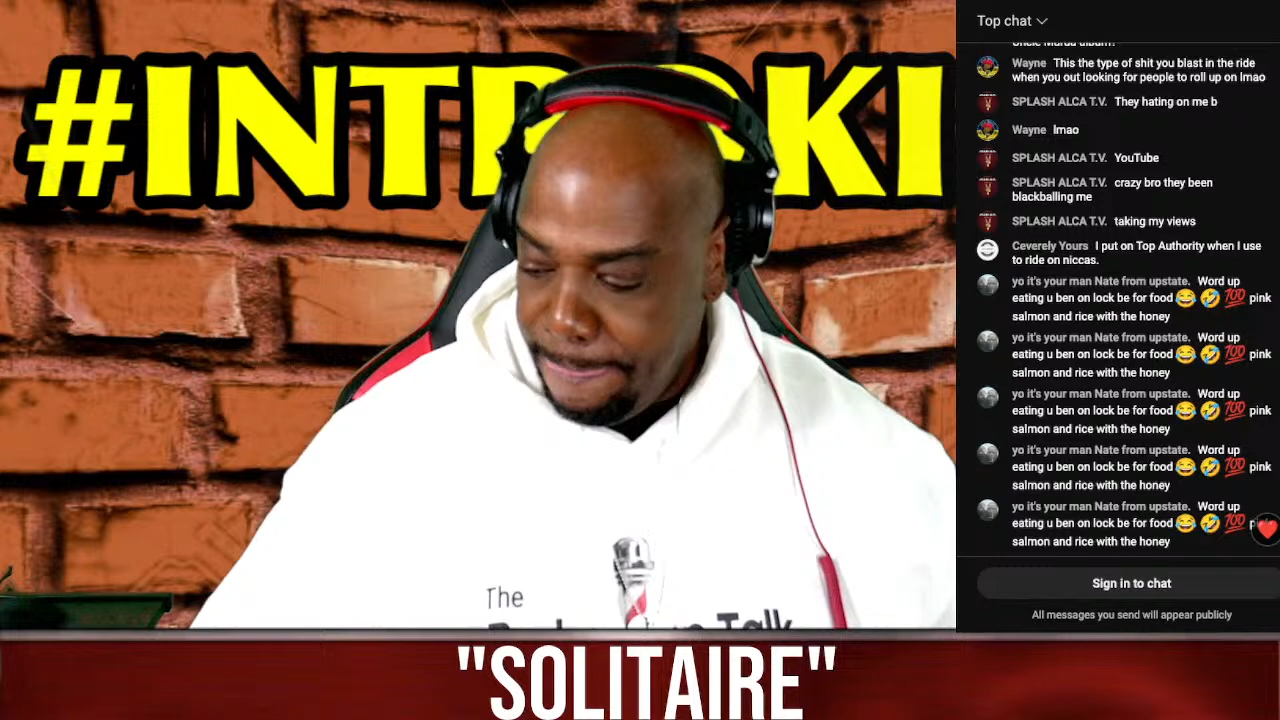 #INTR OKI
Top chat
Wayne This the type of shit you blast in the ride
when you out looking for people to roll up on lmao
SPLASH ALCA T.V. They hating on me b
Wayne lmao
SPLASH ALCA T.V. YouTube
SPLASH ALCA T.V. crazy bro they been
blackballing me
SPLASH ALCA T.V. taking my views
Ceverely Yours I put on Top Authority when I use
to ride on niccas.
yo it's your man Nate from upstate. Word up
eating u ben on lock be for food 😂 🤣 💯 pink
salmon and rice with the honey
yo it's your man Nate from upstate. Word up
eating u ben on lock be for food 😂 🤣 💯 pink
salmon and rice with the honey
yo it's your man Nate from upstate. Word up
eating u ben on lock be for food 😂 🤣 💯 pink
salmon and rice with the honey
yo it's your man Nate from upstate. Word up
eating u ben on lock be for food 😂 🤣 💯 pink
salmon and rice with the honey
yo it's your man Nate from upstate. Word up
eating u ben on lock be for food 😂 🤣 💯
salmon and rice with the honey
Sign in to chat
All messages you send will appear publicly
The
Talk
"SOLITAIRE"